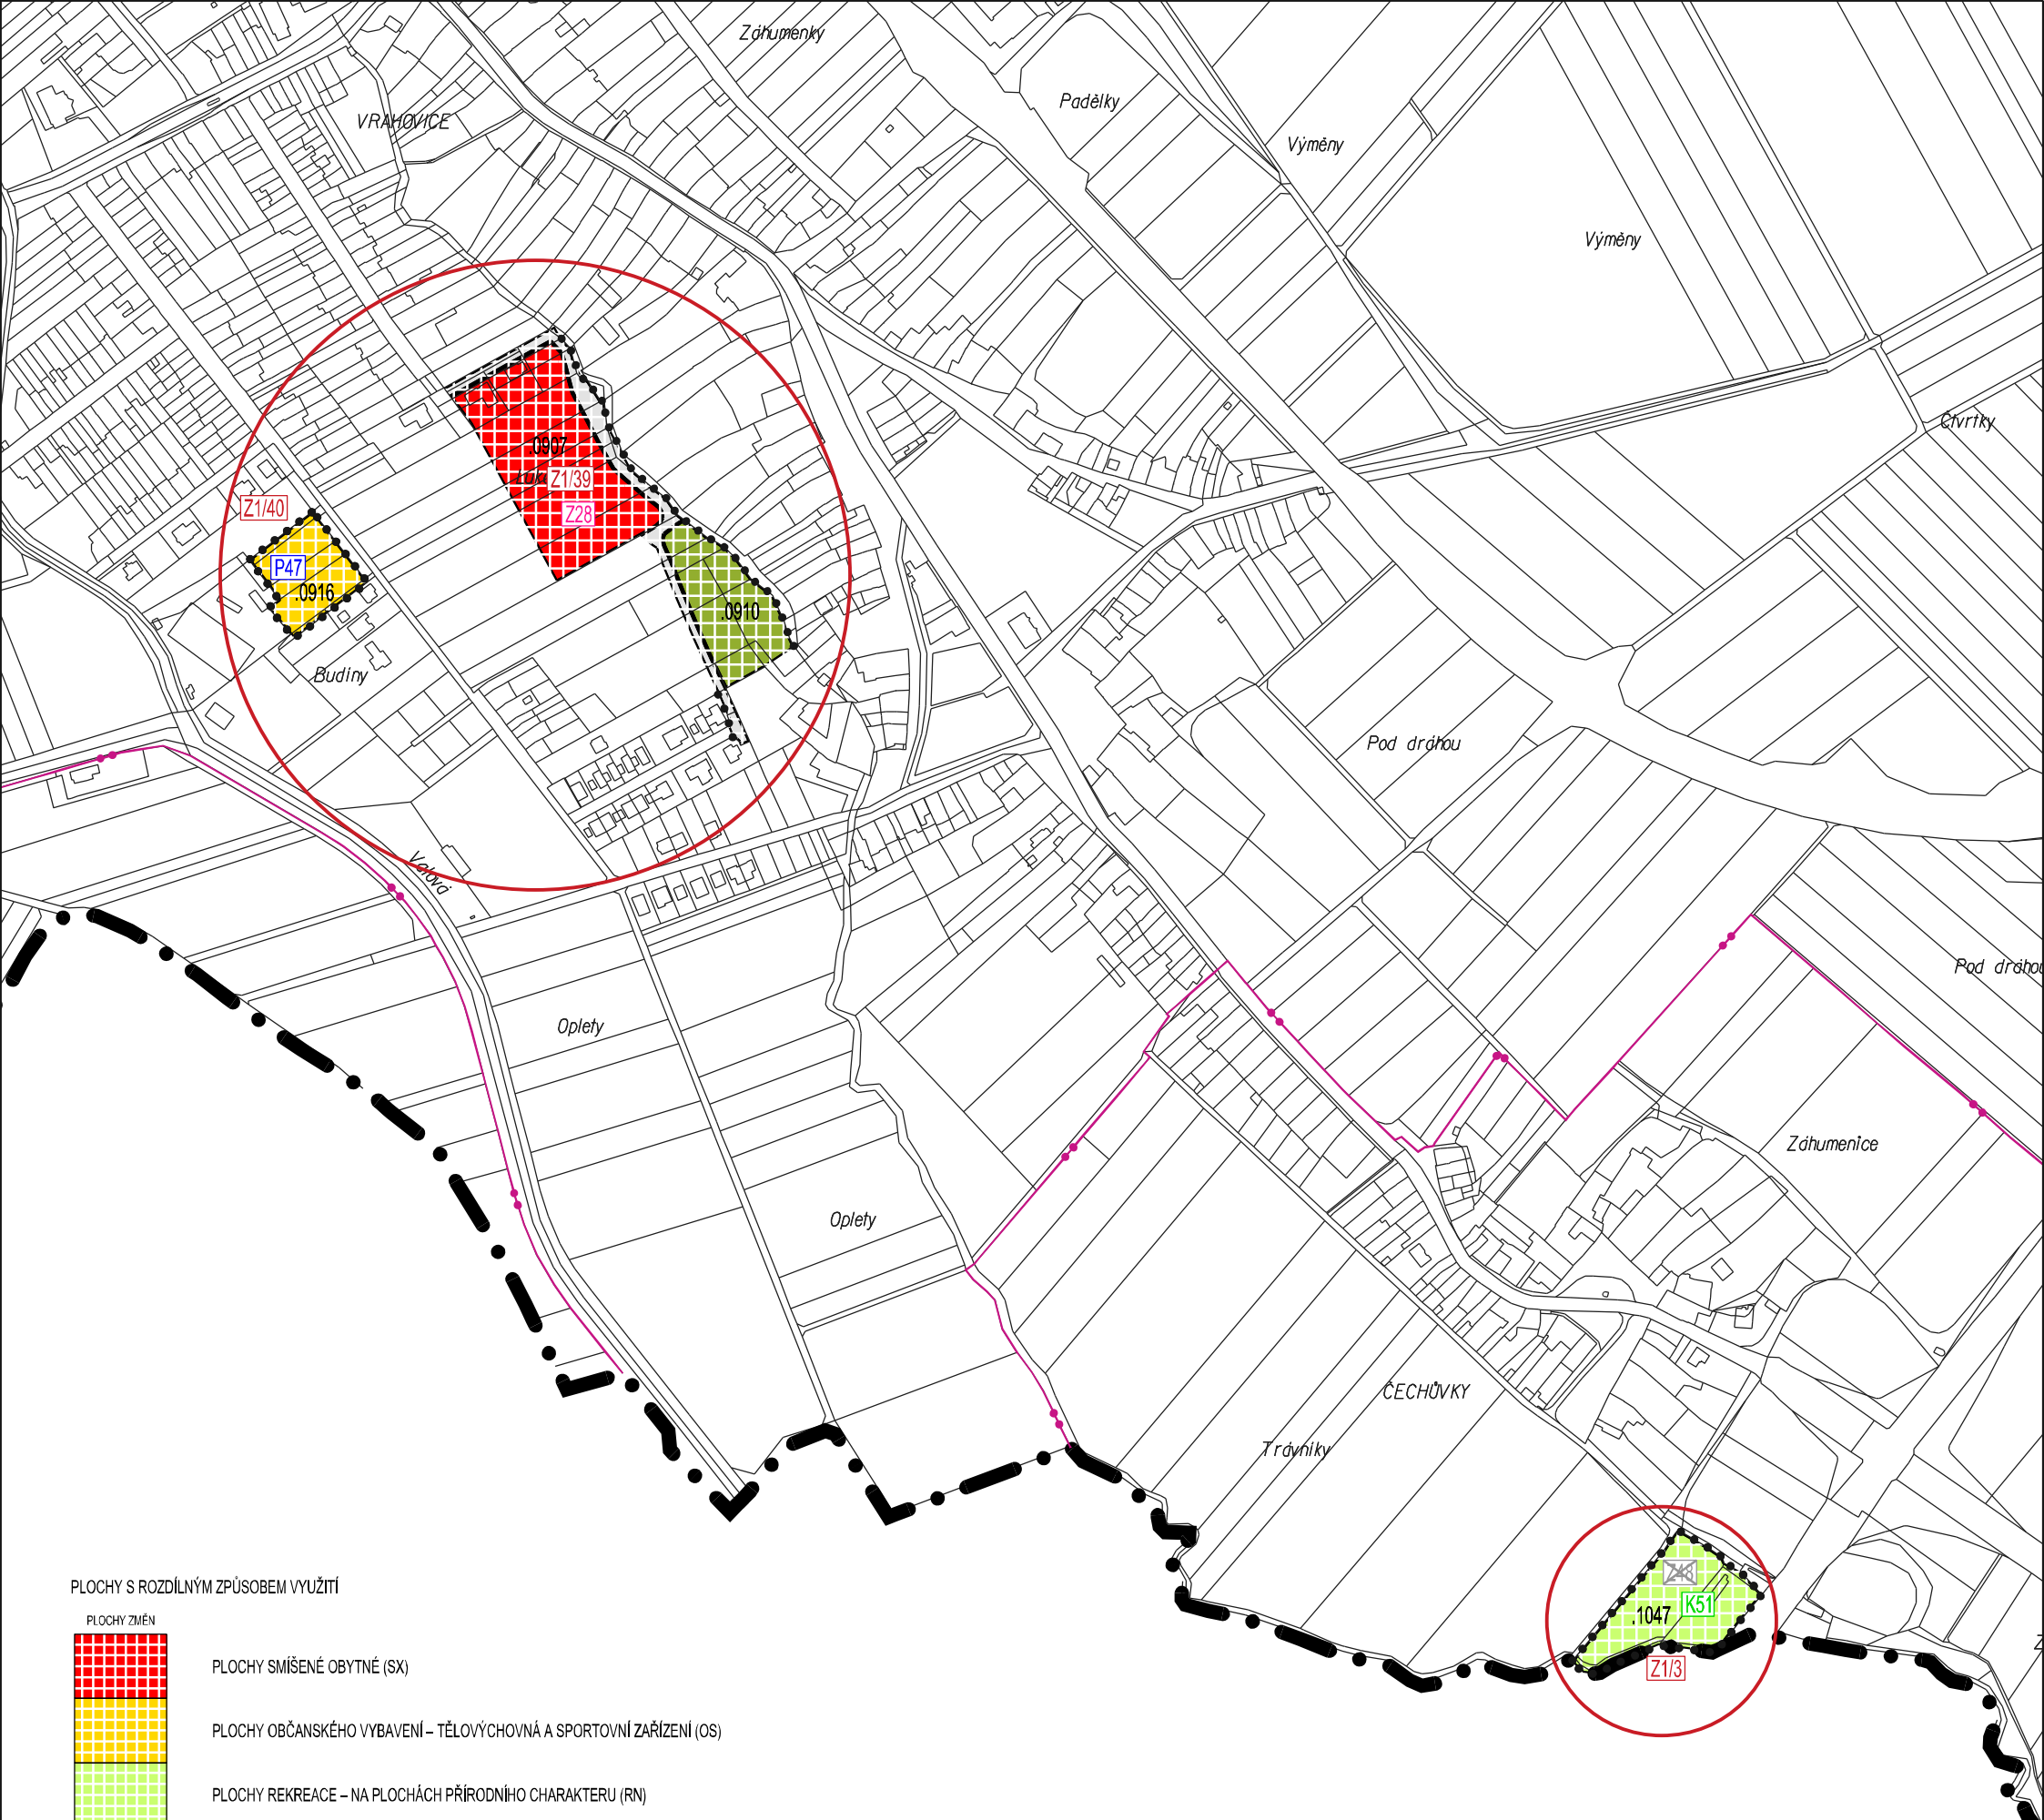 Záhumenky
Padělky
VRAHOVICE
Výměny
Výměny
Čtvrtky
.0907
Z1/39
Z1/40
Z28
P47
.0916
.0910
Budiny
Pod dráhou
Valová
Pod dráhou
Oplety
Záhumenice
Oplety
ČECHŮVKY
Trávníky
Z48
K51
.1047
Z1/3
PLOCHY S ROZDÍLNÝM ZPŮSOBEM VYUŽITÍ
PLOCHY ZMĚN
PLOCHY SMÍŠENÉ OBYTNÉ (SX)
PLOCHY OBČANSKÉHO VYBAVENÍ – TĚLOVÝCHOVNÁ A SPORTOVNÍ ZAŘÍZENÍ (OS)
PLOCHY REKREACE – NA PLOCHÁCH PŘÍRODNÍHO CHARAKTERU (RN)